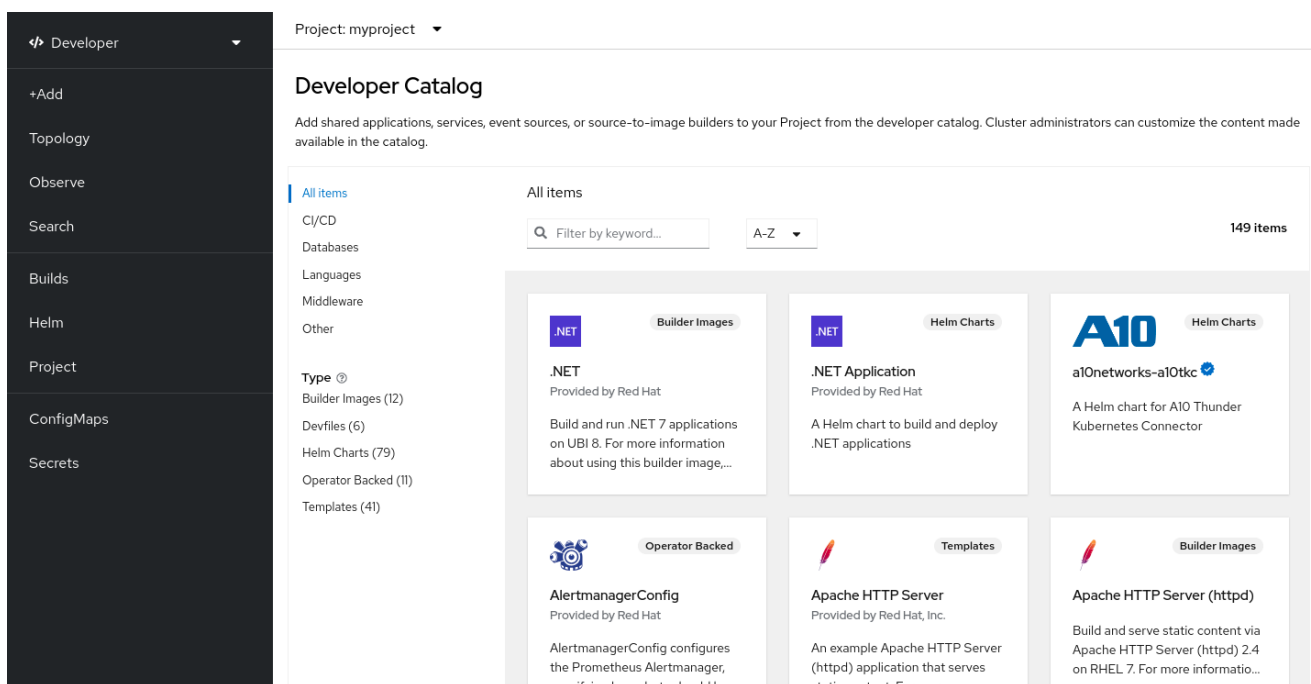 Developer
+Add
Topology
Observe
Search
Builds
Helm
Project
ConfigMaps
Secrets
Project: myproject
Developer Catalog
Add shared applications, services, event sources, or source-to-image builders to your Project from the developer catalog. Cluster administrators can customize the content made
available in the catalog.
All items
CI/CD
Databases
Languages
Middleware
Other
Type
Builder Images (12)
Devfiles (6)
Helm Charts (79)
Operator Backed (11)
Templates (41)
All items
Filter by keyword...
A-Z
149 items
.NET
Builder Images
.NET
Provided by Red Hat
Build and run .NET 7 applications
on UBI 8. For more information
about using this builder image,...
.NET
Helm Charts
.NET Application
Provided by Red Hat
A Helm chart to build and deploy
.NET applications
A10
Helm Charts
a10networks-a10tkc
A Helm chart for A10 Thunder
Kubernetes Connector
Operator Backed
AlertmanagerConfig
Provided by Red Hat
AlertmanagerConfig configures
the Prometheus Alertmanager,
Templates
Apache HTTP Server
Provided by Red Hat, Inc.
An example Apache HTTP Server
(httpd) application that serves
Builder Images
Apache HTTP Server (httpd)
Build and serve static content via
Apache HTTP Server (httpd) 2.4
on RHEL 7. For more informatio...